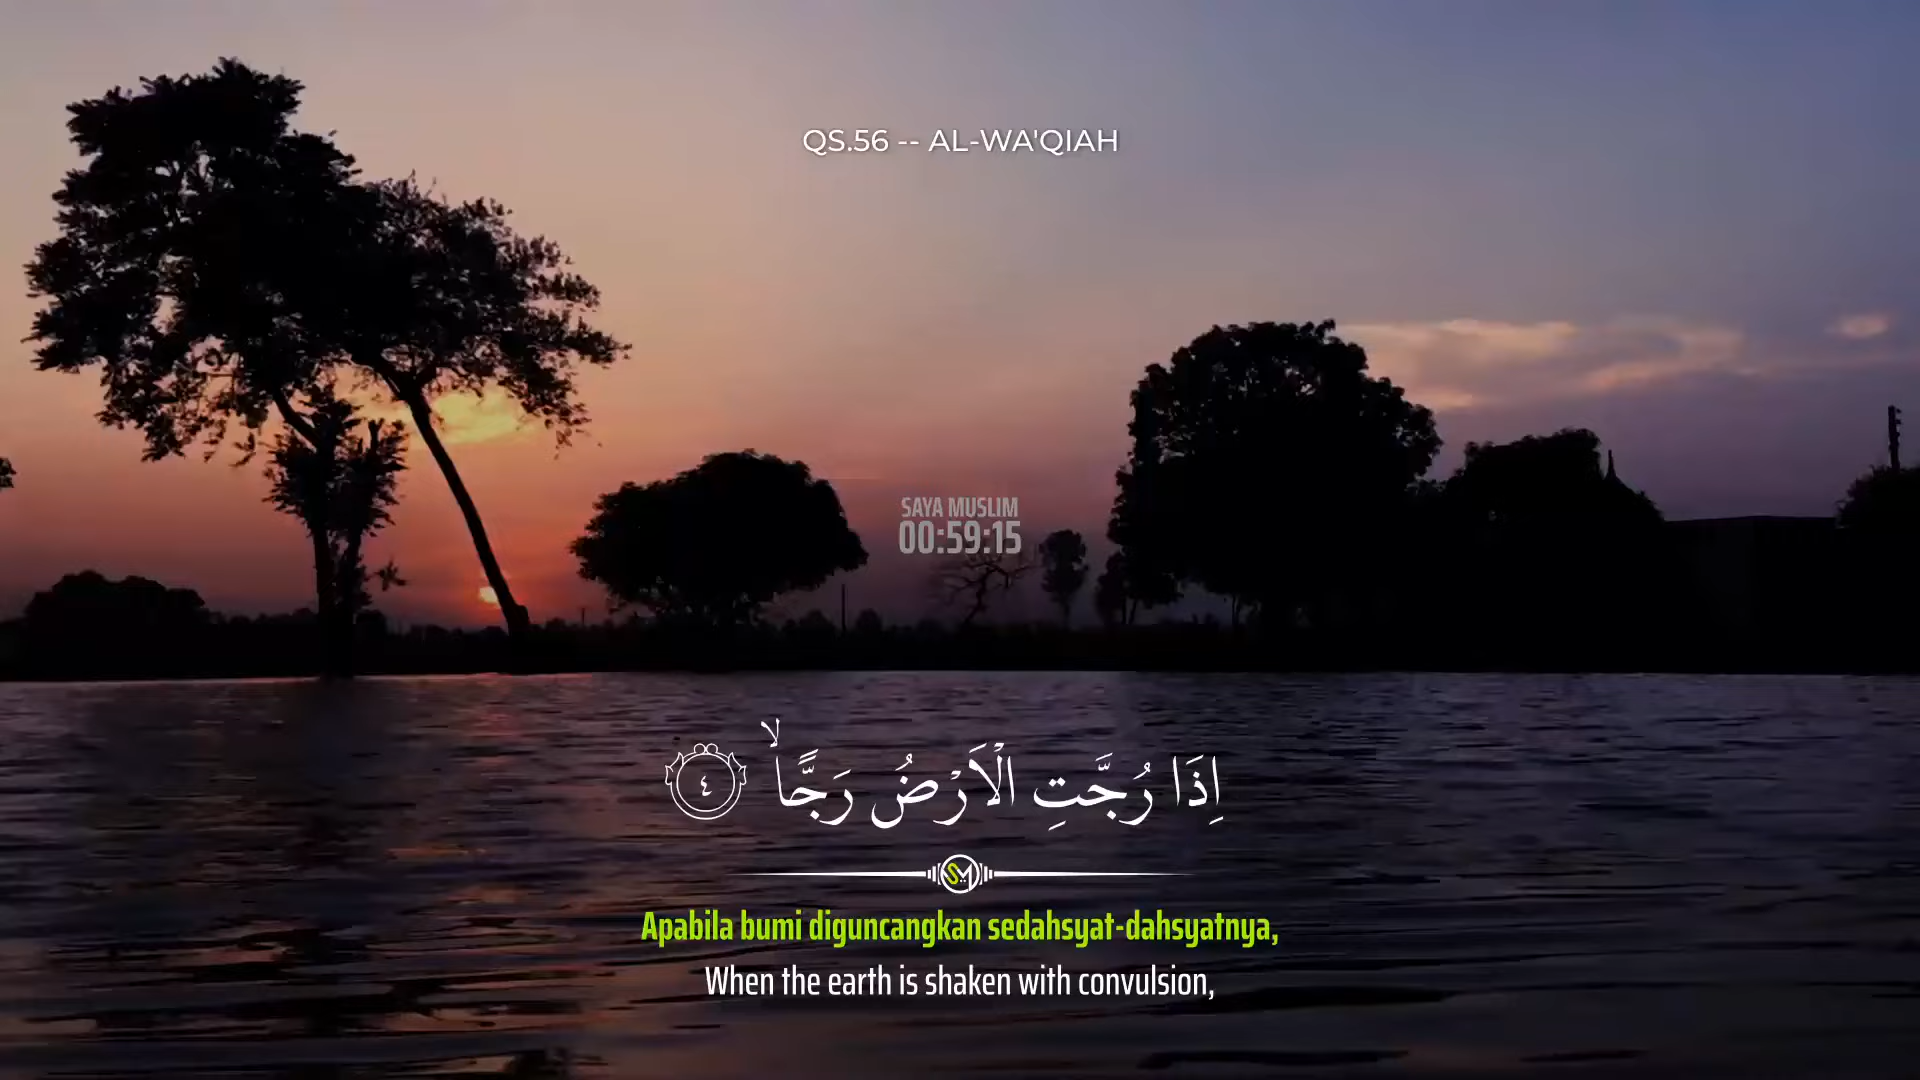 QS.56 -- AL-WA'QIAH
SAYA MUSLIM
00:59:15
اِذَا رُجَّتِ الْاَرْضُ رَجًّاۙ ٤
SM
Apabila bumi diguncangkan sedahsyat-dahsyatnya,
When the earth is shaken with convulsion,